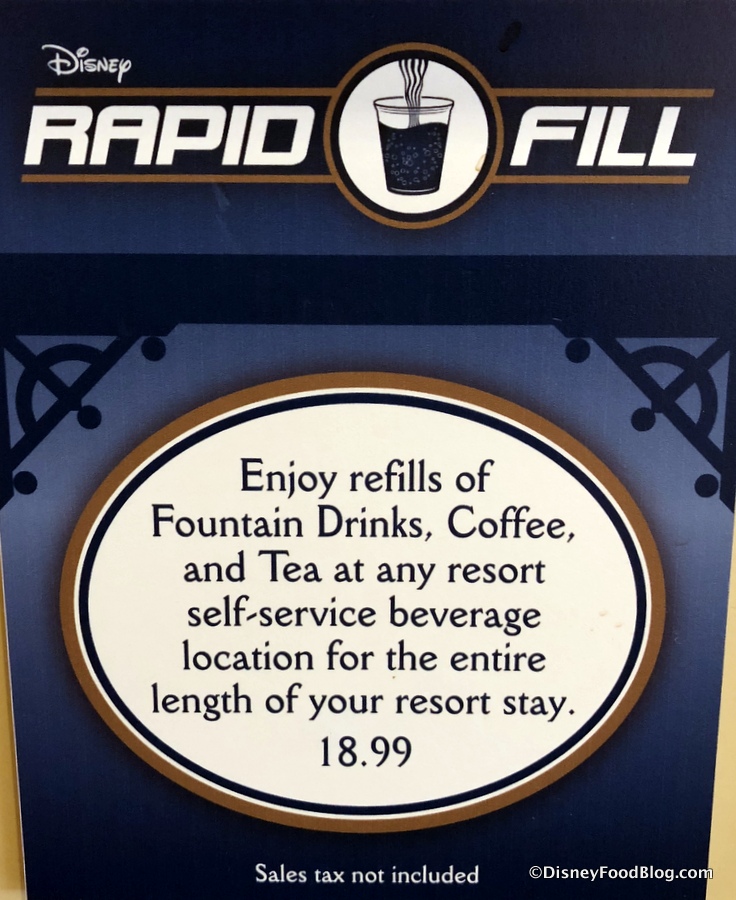 Disney
RAPID FILL
Enjoy refills of
Fountain Drinks, Coffee,
and Tea at any resort
self-service beverage
location for the entire
length of your resort stay.
18.99
Sales tax not included
©DisneyFoodBlog.com